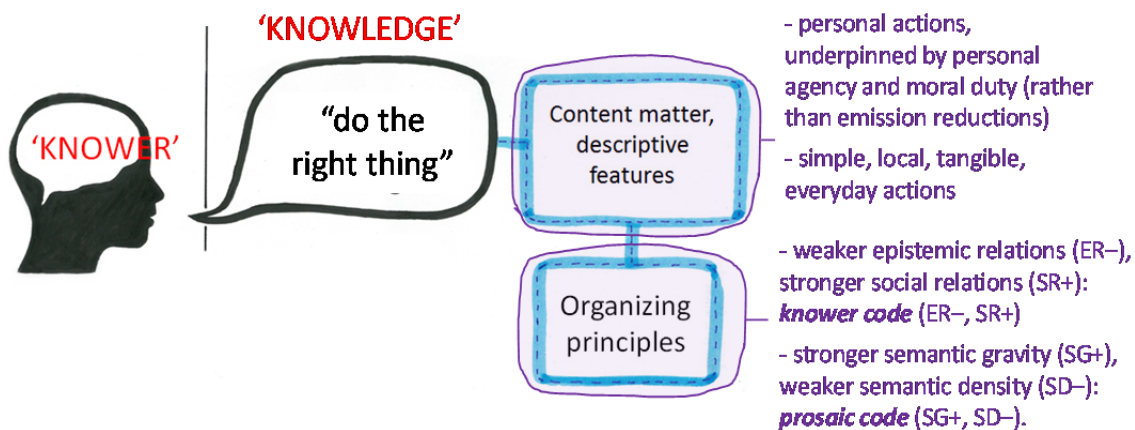 'KNOWLEDGE'
'KNOWER'
"do the
right thing"
Content matter,
descriptive
features
- personal actions,
underpinned by personal
agency and moral duty (rather
than emission reductions)
- simple, local, tangible,
everyday actions
Organizing
principles
- weaker epistemic relations (ER–),
stronger social relations (SR+):
knower code (ER–, SR+)
- stronger semantic gravity (SG+),
weaker semantic density (SD–):
prosaic code (SG+, SD–).